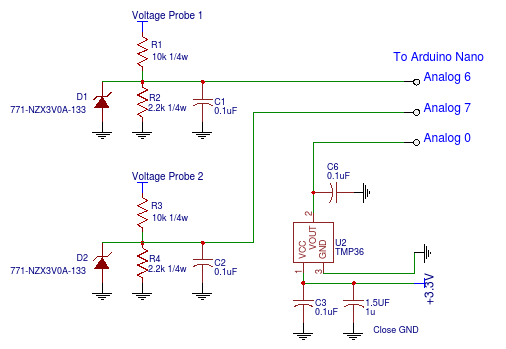 Voltage Probe 1
R1
10k 1/4w
To Arduino Nano
Analog 6
D1
771-NZX3V0A-133
R2
2.2k 1/4w
C1
0.1uF
Analog 7
Analog 0
Voltage Probe 2
C6
0.1uF
R3
10k 1/4w
2
VCC
VOUT
GND
U2
TMP36
1
3
D2
771-NZX3V0A-133
R4
2.2k 1/4w
C2
0.1uF
+3.3V
C3
0.1uF
1.5UF
1u
Close GND